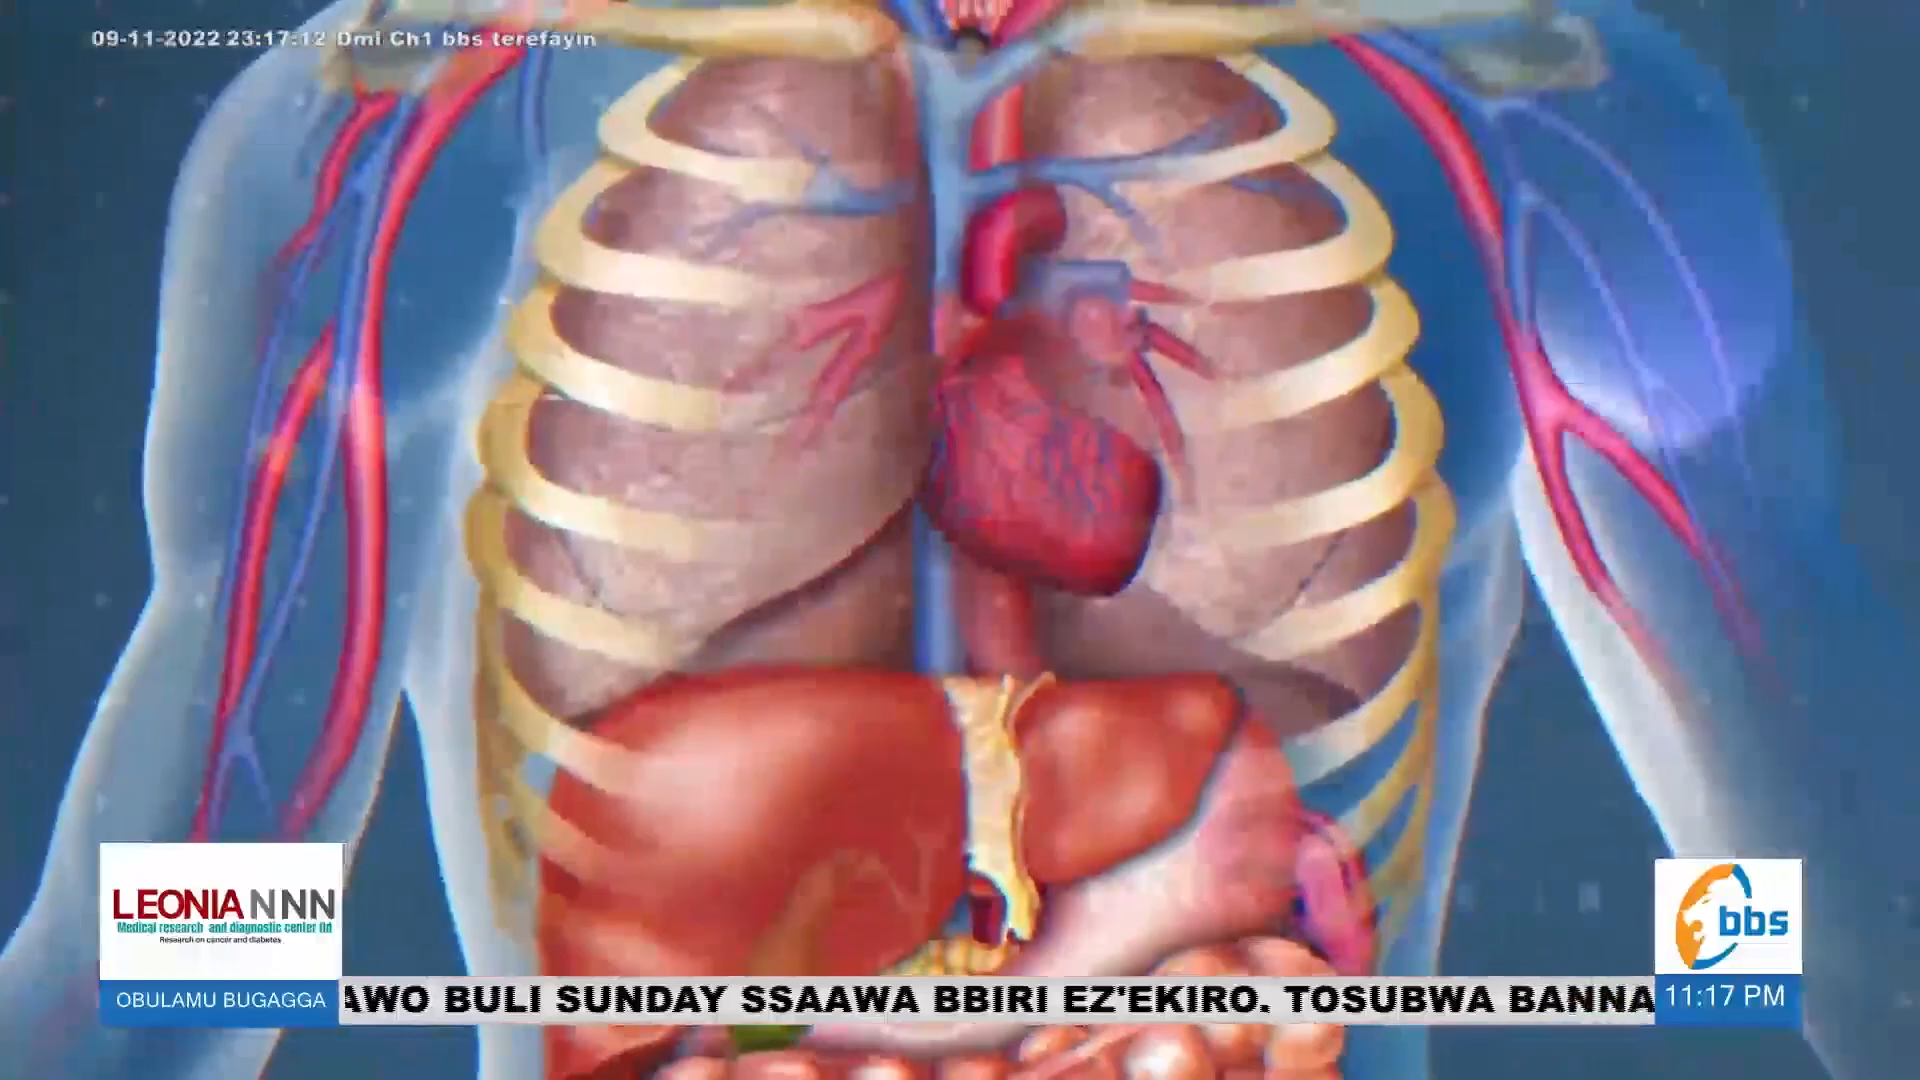 09-11-2022 23:17:12 Dmi Ch1 bbs terefayin
LEONIA NNN
Medical research and diagnostic center ltd
Research on cancer and diabetes
bbs
OBULAMU BUGAGGA
AWO BULI SUNDAY SSAAWA BBIRI EZ'EKIRO. TOSUBWA BANNA
11:17 PM